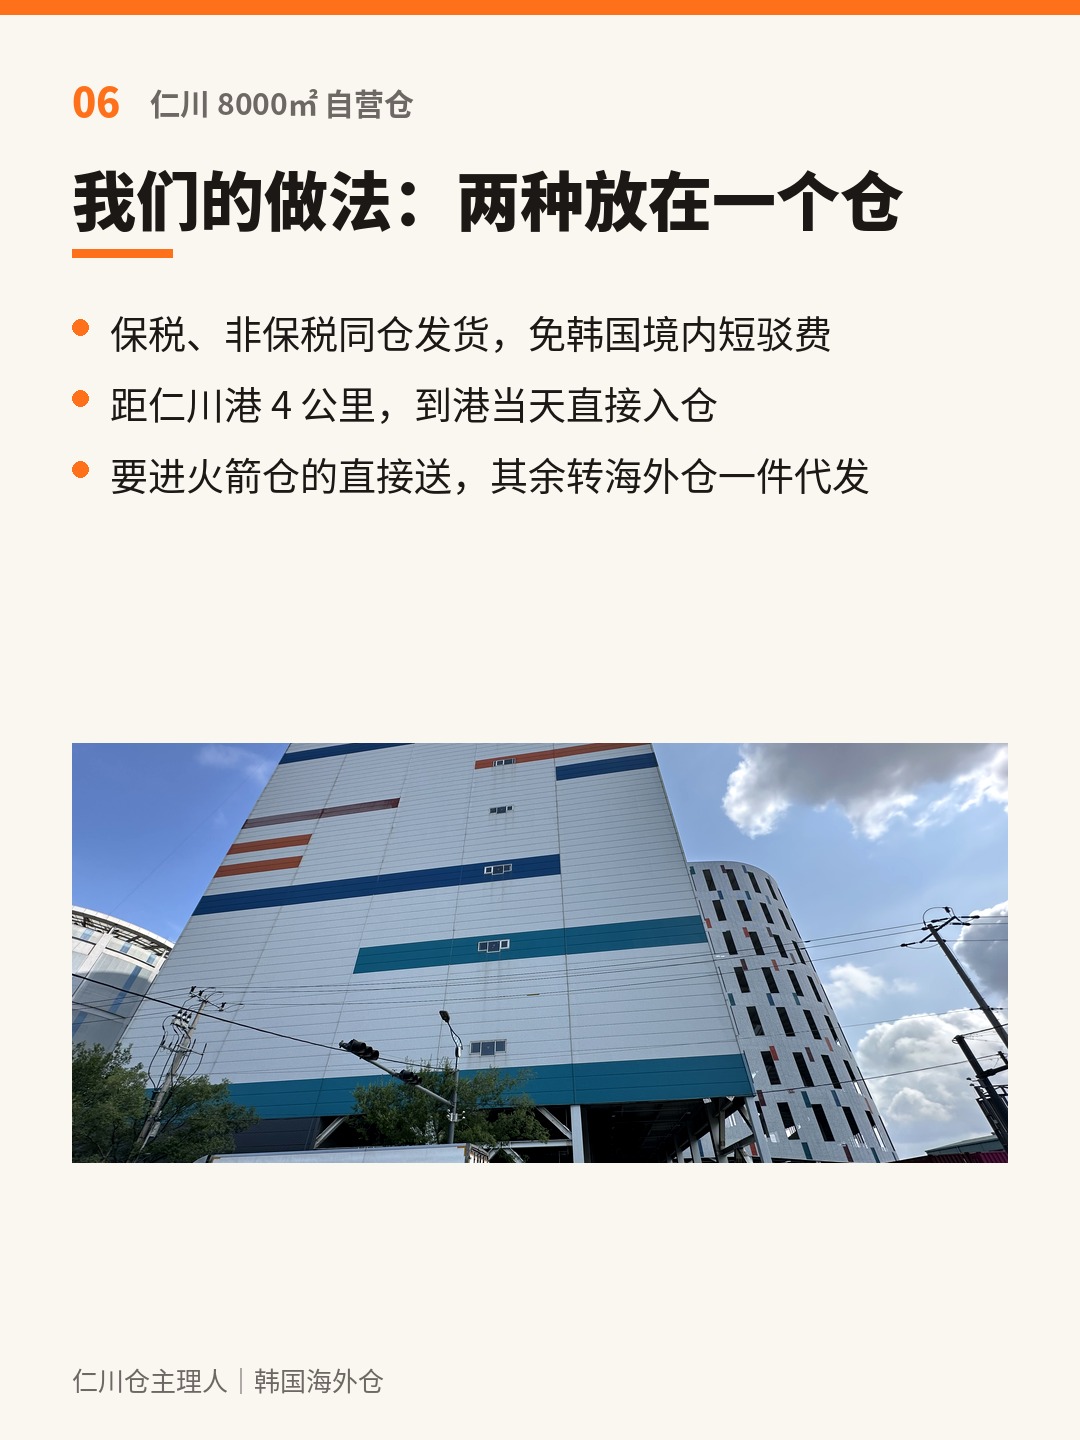 06 仁川 8000㎡ 自营仓
我们的做法：两种放在一个仓
保税、非保税同仓发货，免韩国境内短驳费
距仁川港 4 公里，到港当天直接入仓
要进火箭仓的直接送，其余转海外仓一件代发
仁川仓主理人｜韩国海外仓